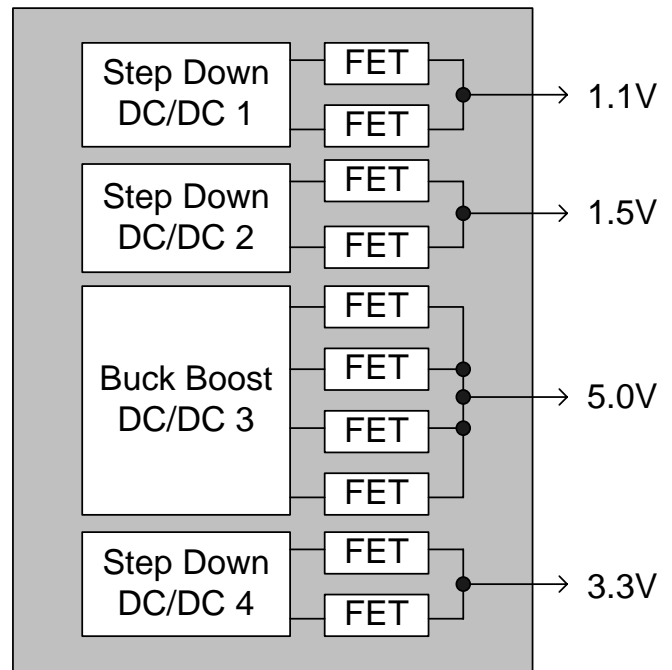 Step Down
DC/DC 1
FET
FET
1.1V
Step Down
DC/DC 2
FET
FET
1.5V
Buck Boost
DC/DC 3
FET
FET
FET
FET
5.0V
Step Down
DC/DC 4
FET
FET
3.3V